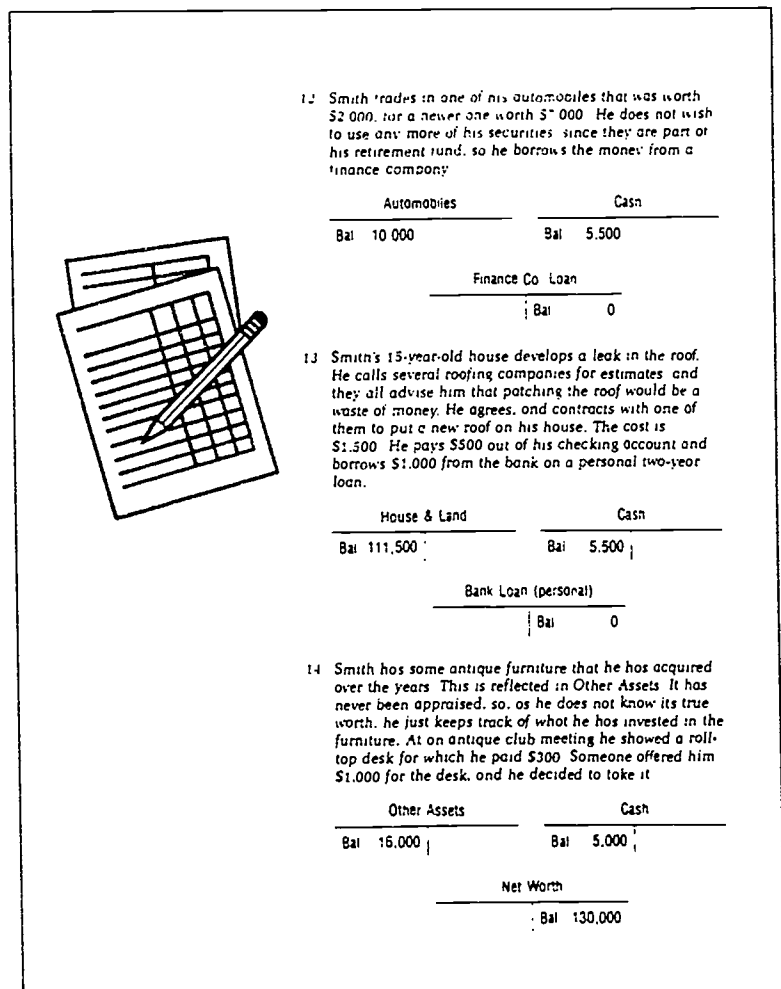 Smith trades in one of his automobiles that was worth
$2 000, for a newer one worth 000 He does not wish
to use any more of his securities since they are part of
his retirement fund, so he borrows the money from a
finance company
Automobiles Cash
Bal 10 000 Bal 5.500
Finance Co Loan
Bal 0
13 Smith's 15-year-old house develops a leak in the roof.
He calls several roofing companies for estimates and
they all advise him that patching the roof would be a
waste of money. He agrees, and contracts with one of
them to put a new roof on his house. The cost is
$1.500 He pays $500 out of his checking account and
borrows $1.000 from the bank on a personal two-year
loan.
House & Land Cash
Bal 111,500 Bal 5.500
Bank Loan (personal)
Bal 0
14 Smith has some antique furniture that he has acquired
over the years This is reflected in Other Assets It has
never been appraised, so, as he does not know its true
worth, he just keeps track of what he has invested in the
furniture. At an antique club meeting he showed a roll-
top desk for which he paid $300 Someone offered him
$1.000 for the desk, and he decided to take it
Other Assets Cash
Bal 16.000 Bal 5.000
Net Worth
Bal 130,000